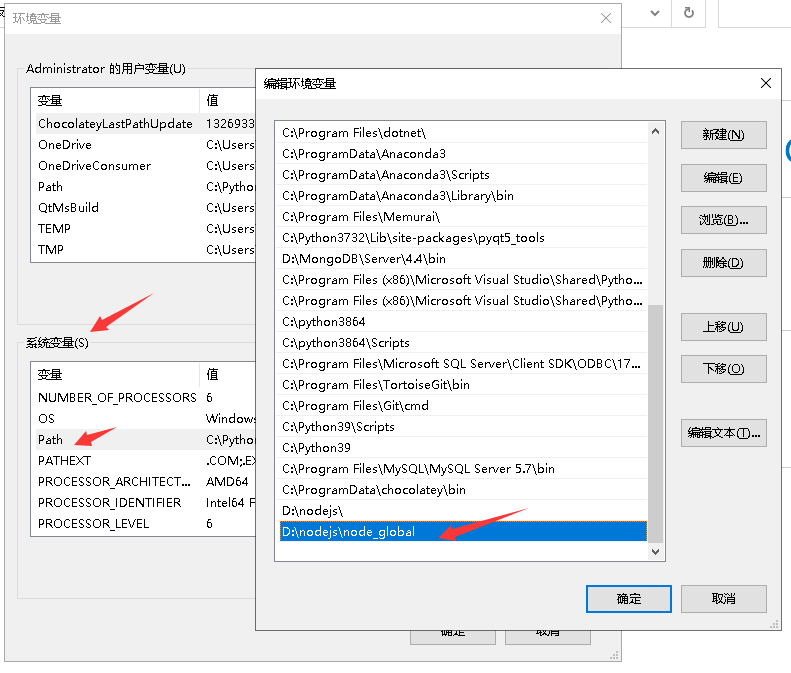 环境变量
Administrator 的用户变量(U)
变量 值
ChocolateyLastPathUpdate 1326933
OneDrive C:\Users
OneDriveConsumer C:\Users
Path C:\Pytho
QtMsBuild C:\Users
TEMP C:\Users
TMP C:\Users
系统变量(S)
变量 值
NUMBER_OF_PROCESSORS 6
OS Windows
Path C:\Pytho
PATHEXT .COM;.EX
PROCESSOR_ARCHITECT... AMD64
PROCESSOR_IDENTIFIER Intel64 F
PROCESSOR_LEVEL 6
确定 取消
编辑环境变量
C:\Program Files\dotnet\
C:\ProgramData\Anaconda3
C:\ProgramData\Anaconda3\Scripts
C:\ProgramData\Anaconda3\Library\bin
C:\Program Files\Memurai\
C:\Python3732\Lib\site-packages\pyqt5_tools
D:\MongoDB\Server\4.4\bin
C:\Program Files (x86)\Microsoft Visual Studio\Shared\Pytho...
C:\Program Files (x86)\Microsoft Visual Studio\Shared\Pytho...
C:\python3864
C:\python3864\Scripts
C:\Program Files\Microsoft SQL Server\Client SDK\ODBC\17...
C:\Program Files\TortoiseGit\bin
C:\Program Files\Git\cmd
C:\Python39\Scripts
C:\Python39
C:\Program Files\MySQL\MySQL Server 5.7\bin
C:\ProgramData\chocolatey\bin
D:\nodejs\
D:\nodejs\node_global
新建(N)
编辑(E)
浏览(B)...
删除(D)
上移(U)
下移(O)
编辑文本(T)...
确定 取消